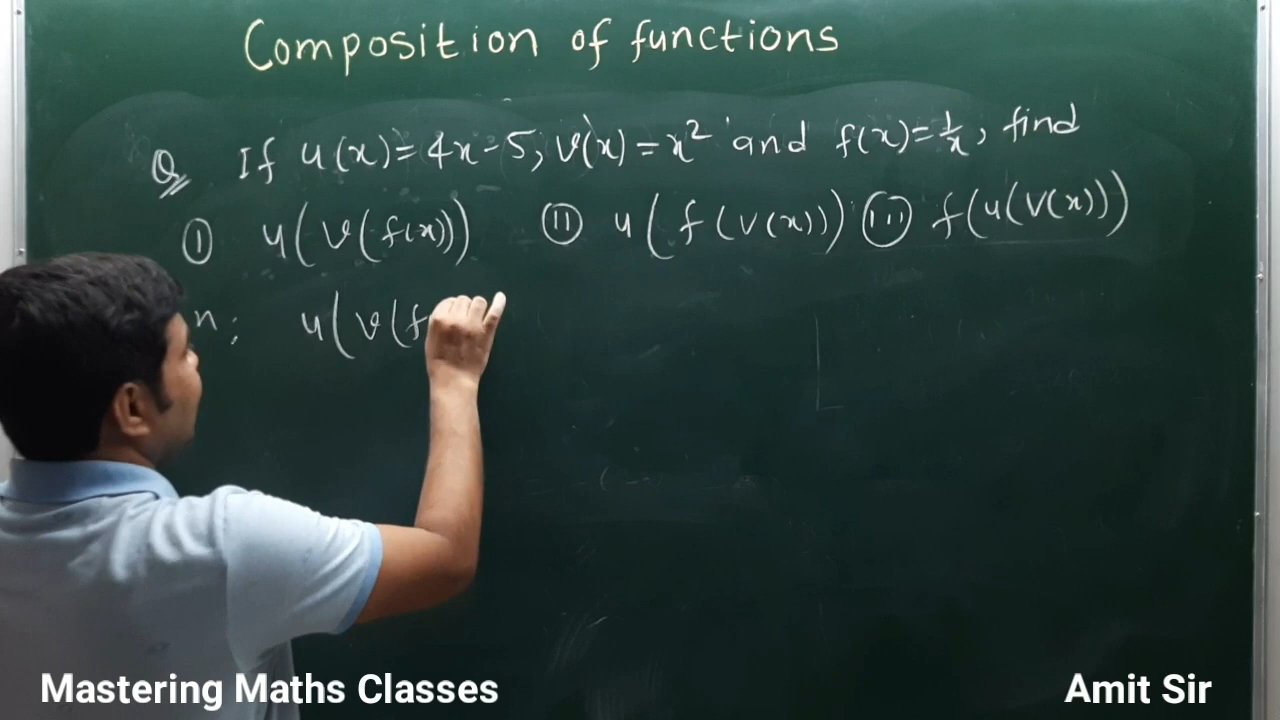 Composition of functions
Q If u(x)=4x-5, v(x)=x² and f(x)=1/x, find
(i) u(v(f(x))) (ii) u(f(v(x))) (iii) f(u(v(x)))
n: u(v(f
Mastering Maths Classes
Amit Sir